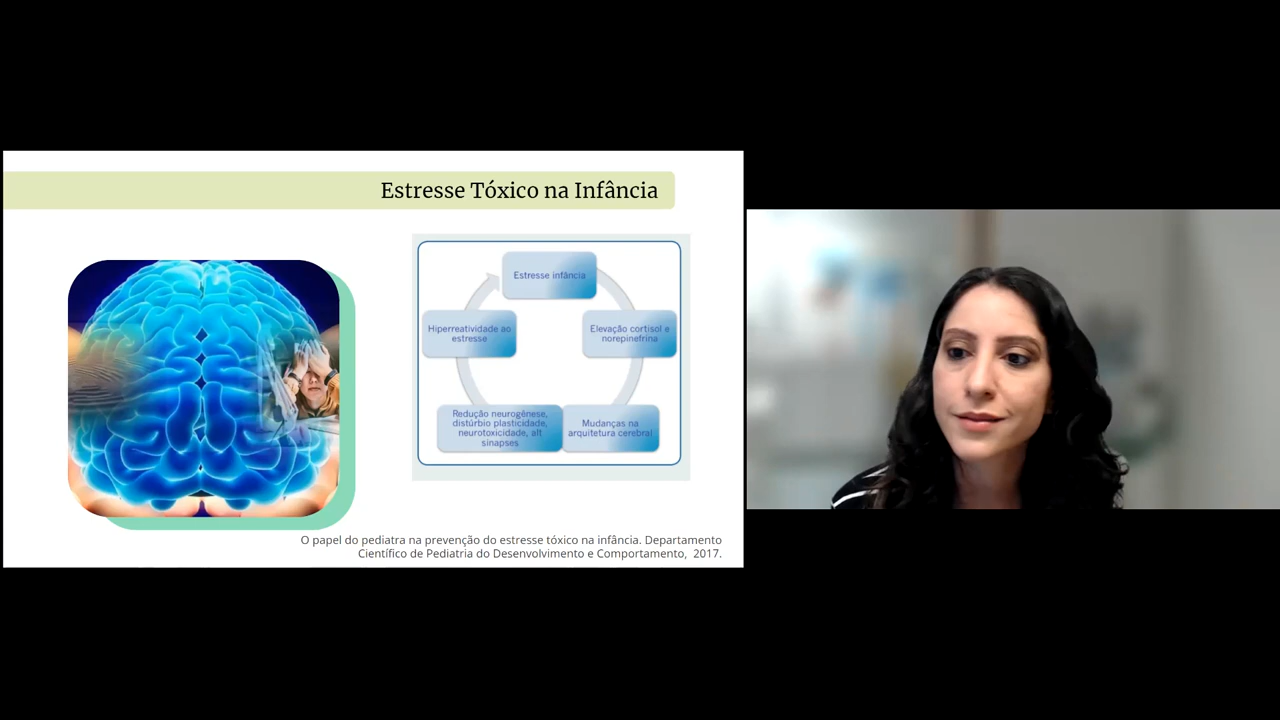 Estresse Tóxico na Infância
Estresse infância
Hiperreatividade ao
estresse
Elevação cortisol e
norepinefrina
Redução neurogênese,
distúrbio plasticidade,
neurotoxicidade, alt
sinapses
Mudanças na
arquitetura cerebral
O papel do pediatra na prevenção do estresse tóxico na infância. Departamento
Científico de Pediatria do Desenvolvimento e Comportamento, 2017.